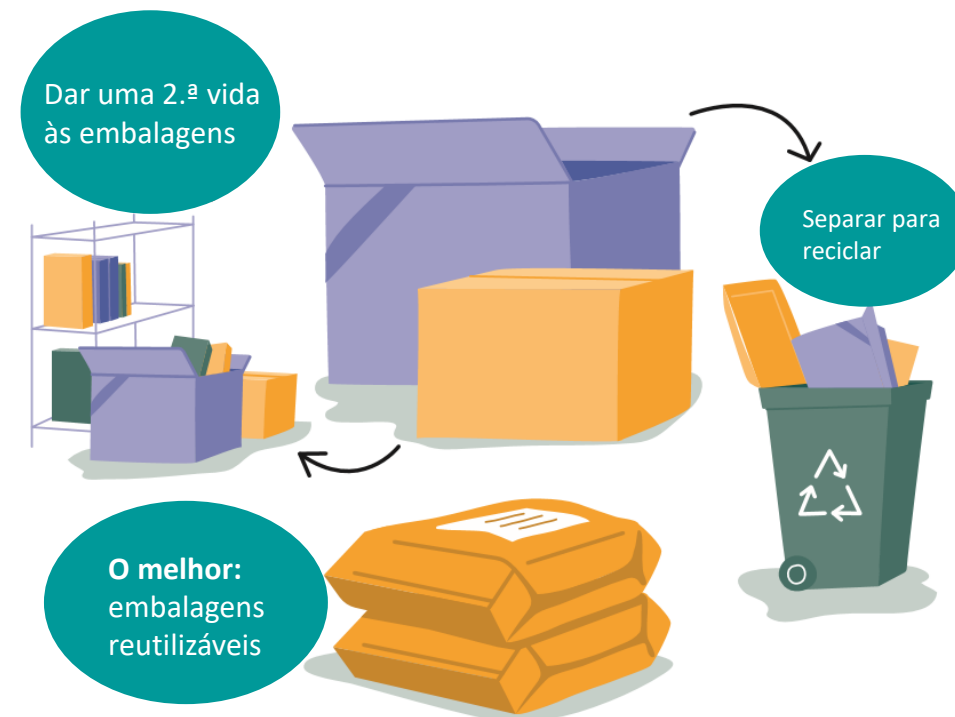 Dar uma 2.ª vida
às embalagens
Separar para
reciclar
O melhor:
embalagens
reutilizáveis